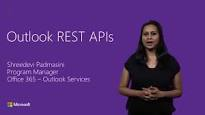 Outlook REST APIs
Shreedevi Padmasini
Program Manager
Office 365 – Outlook Services
Microsoft